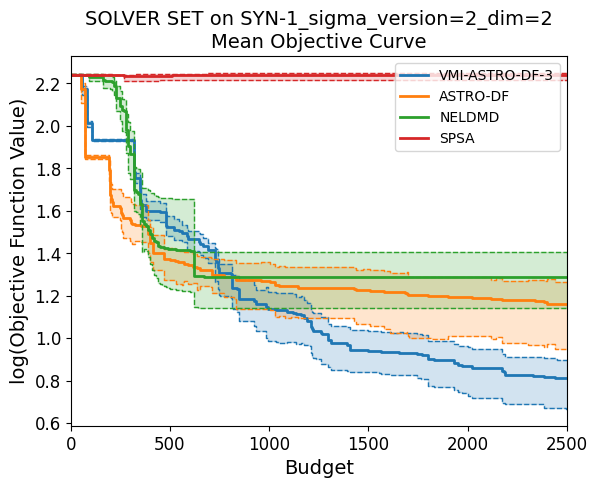 SOLVER SET on SYN-1_sigma_version=2_dim=2
Mean Objective Curve
log(Objective Function Value)
2.2
2.0
1.8
1.6
1.4
1.2
1.0
0.8
0.6
VMI-ASTRO-DF-3
ASTRO-DF
NELDMD
SPSA
0
500
1000
1500
2000
2500
Budget